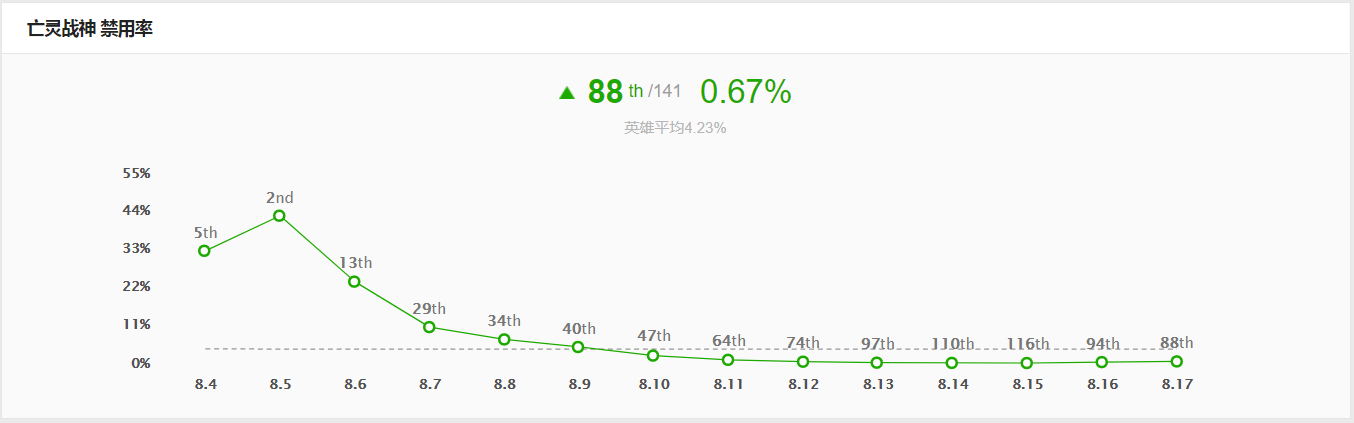 亡灵战神 禁用率
88 th /141 0.67%
英雄平均4.23%
55%
44%
33%
22%
11%
0%
5th
2nd
13th
29th
34th
40th
47th
64th
74th
97th
110th
116th
94th
88th
8.4 8.5 8.6 8.7 8.8 8.9 8.10 8.11 8.12 8.13 8.14 8.15 8.16 8.17